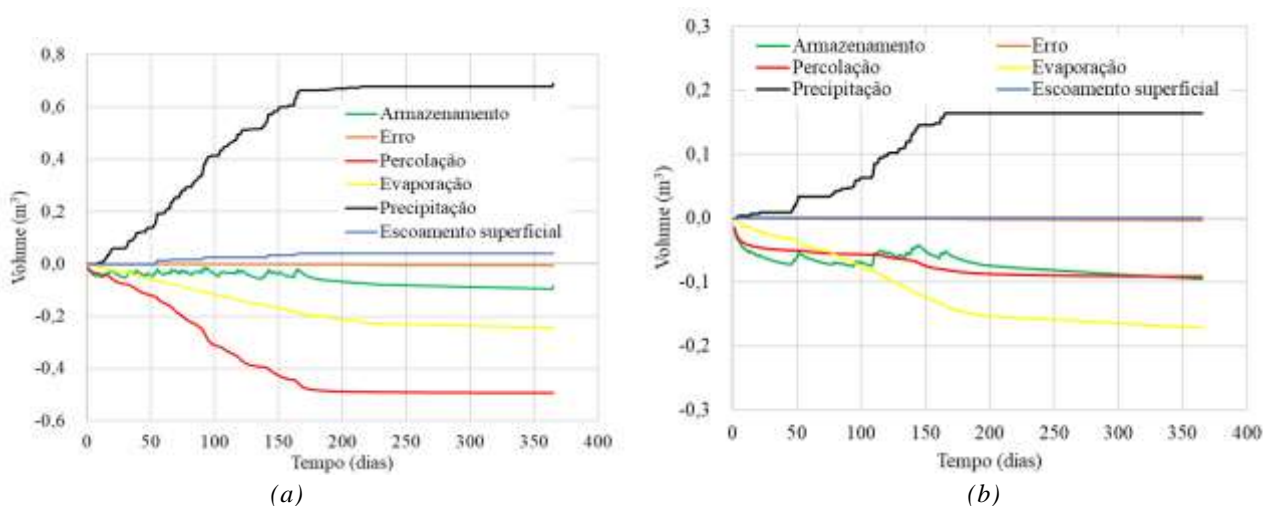 0,8
0,6
0,4
0,2
0,0
-0,2
-0,4
-0,6
Volume (m³)
Armazenamento
Erro
Percolação
Evaporação
Precipitação
Escoamento superficial
0 50 100 150 200 250 300 350 400
Tempo (dias)
(a)
0,3
0,2
0,1
0,0
-0,1
-0,2
-0,3
Volume (m³)
Armazenamento Erro
Percolação Evaporação
Precipitação Escoamento superficial
0 50 100 150 200 250 300 350 400
Tempo (dias)
(b)